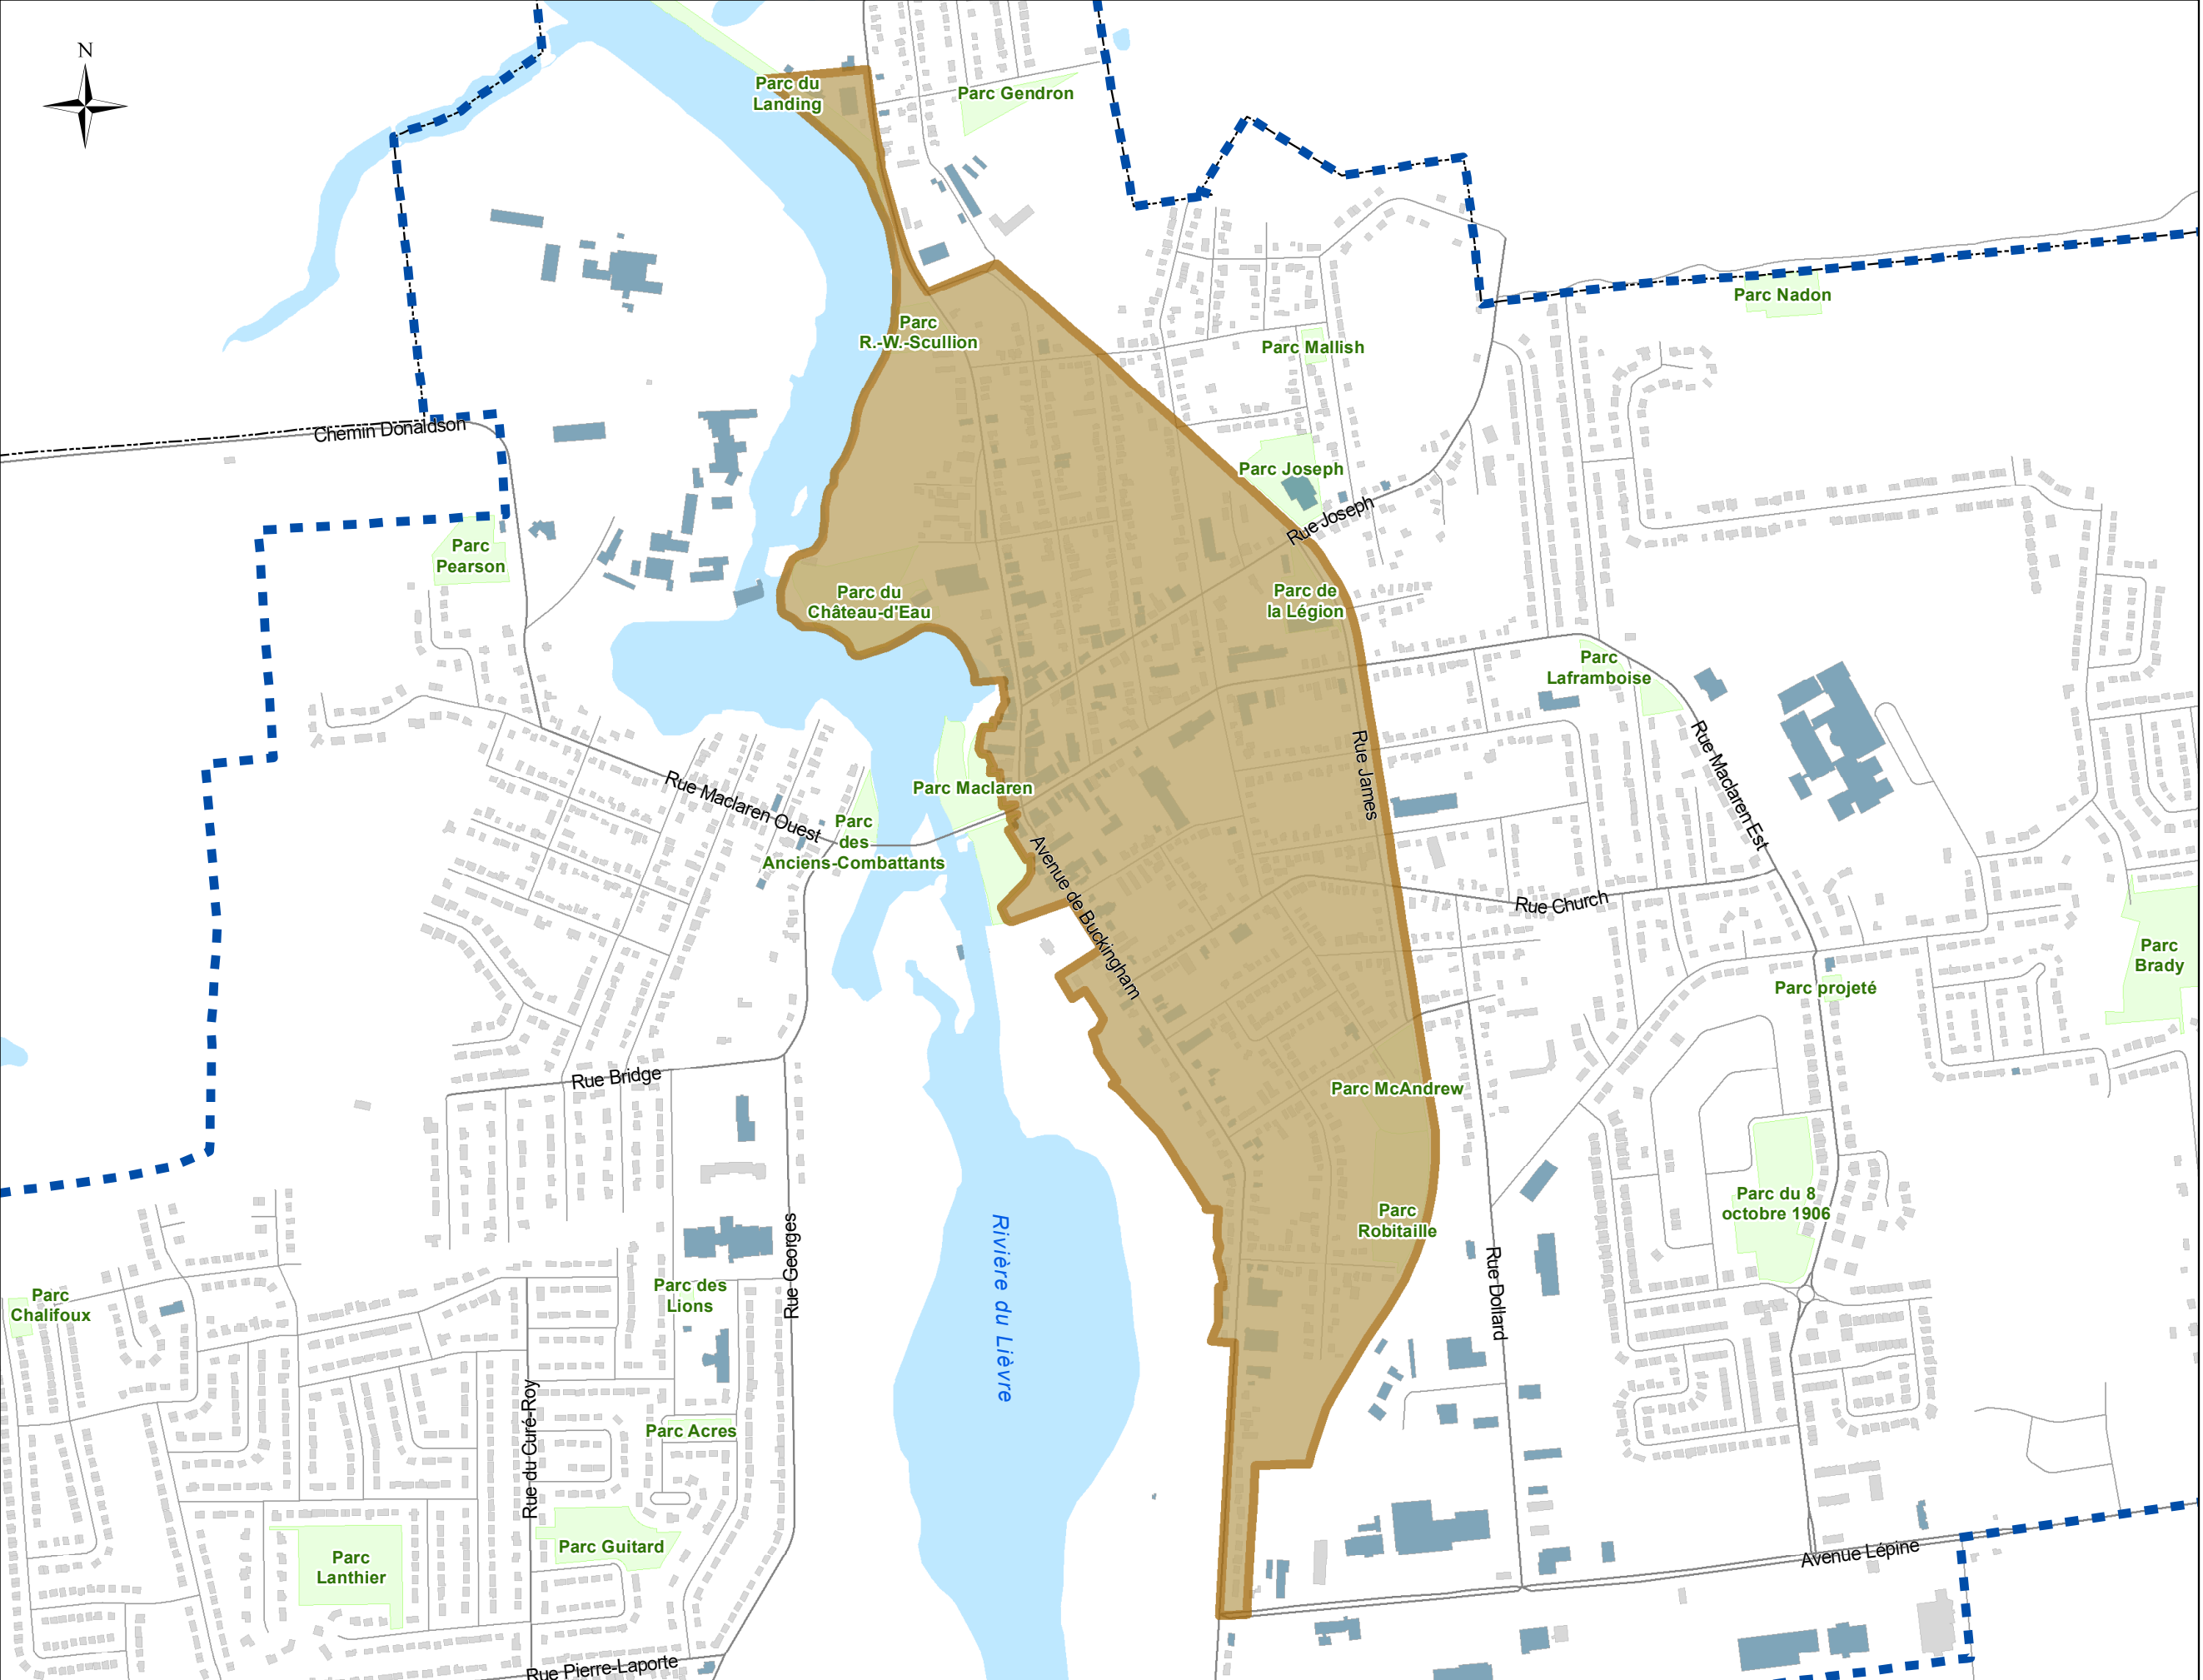 N
Parc du
Landing
Parc Gendron
Parc Nadon
Parc
R.-W.-Scullion
Parc Mallish
Chemin Donaldson
Parc Joseph
Rue Joseph
Parc
Pearson
Parc du
Château-d'Eau
Parc de
la Légion
Parc
Laframboise
Rue Maclaren Ouest
Parc Maclaren
Rue James
Rue Maclaren Est
Parc
des
Anciens-Combattants
Avenue de Buckingham
Rue Church
Parc
Brady
Parc projeté
Rue Bridge
Parc McAndrew
Parc du 8
octobre 1906
Parc
Robitaille
Rivière du Lièvre
Rue Georges
Rue Dollard
Parc
Chalifoux
Parc des
Lions
Rue du Curé-Roy
Parc Acres
Parc Guitard
Parc
Lanthier
Avenue Lépine
Rue Pierre-Laporte